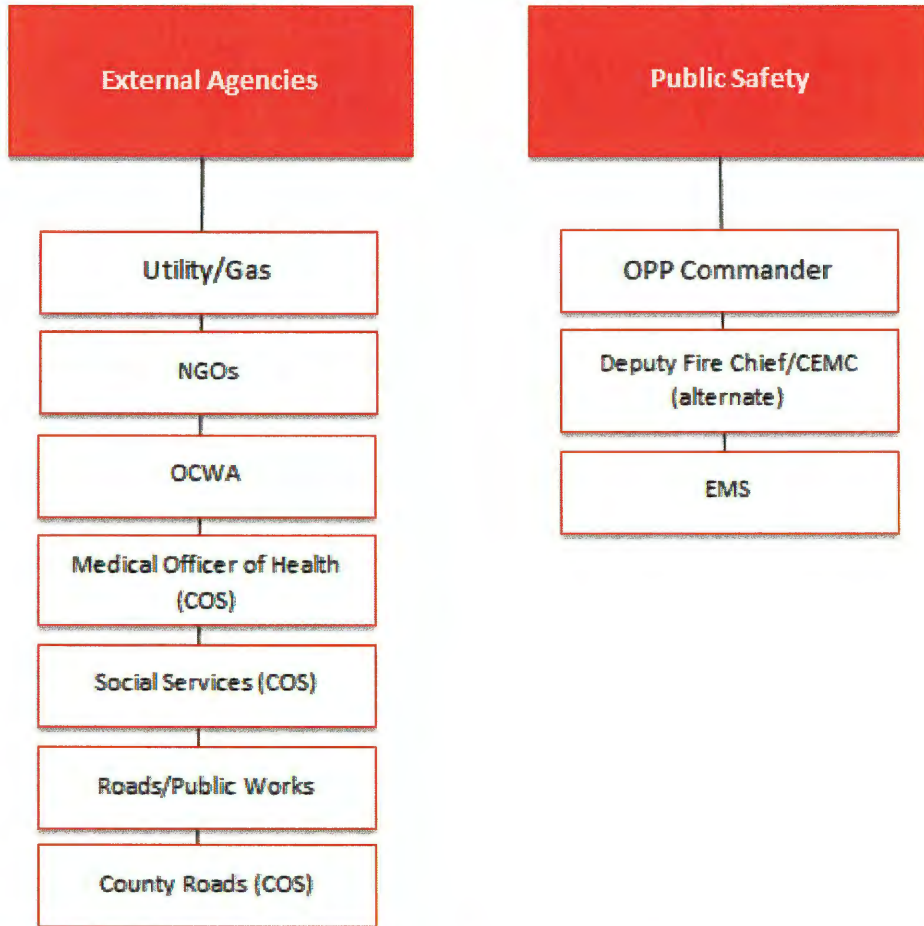 External Agencies
Utility/Gas
NGOs
OCWA
Medical Officer of Health
(COS)
Social Services (COS)
Roads/Public Works
County Roads (COS)
Public Safety
OPP Commander
Deputy Fire Chief/CEMC
(alternate)
EMS